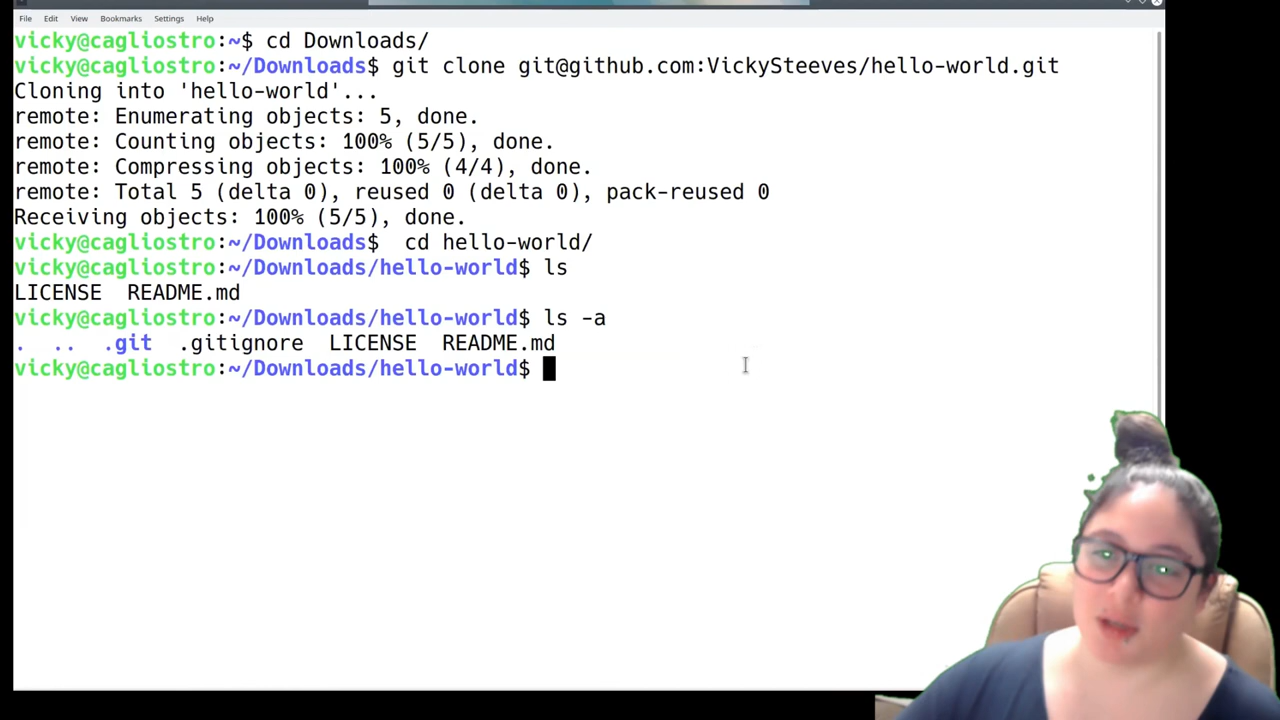 File Edit View Bookmarks Settings Help
vicky@cagliostro:~$ cd Downloads/
vicky@cagliostro:~/Downloads$ git clone git@github.com:VickySteeves/hello-world.git
Cloning into 'hello-world'...
remote: Enumerating objects: 5, done.
remote: Counting objects: 100% (5/5), done.
remote: Compressing objects: 100% (4/4), done.
remote: Total 5 (delta 0), reused 0 (delta 0), pack-reused 0
Receiving objects: 100% (5/5), done.
vicky@cagliostro:~/Downloads$  cd hello-world/
vicky@cagliostro:~/Downloads/hello-world$ ls
LICENSE  README.md
vicky@cagliostro:~/Downloads/hello-world$ ls -a
.  ..  .git  .gitignore  LICENSE  README.md
vicky@cagliostro:~/Downloads/hello-world$